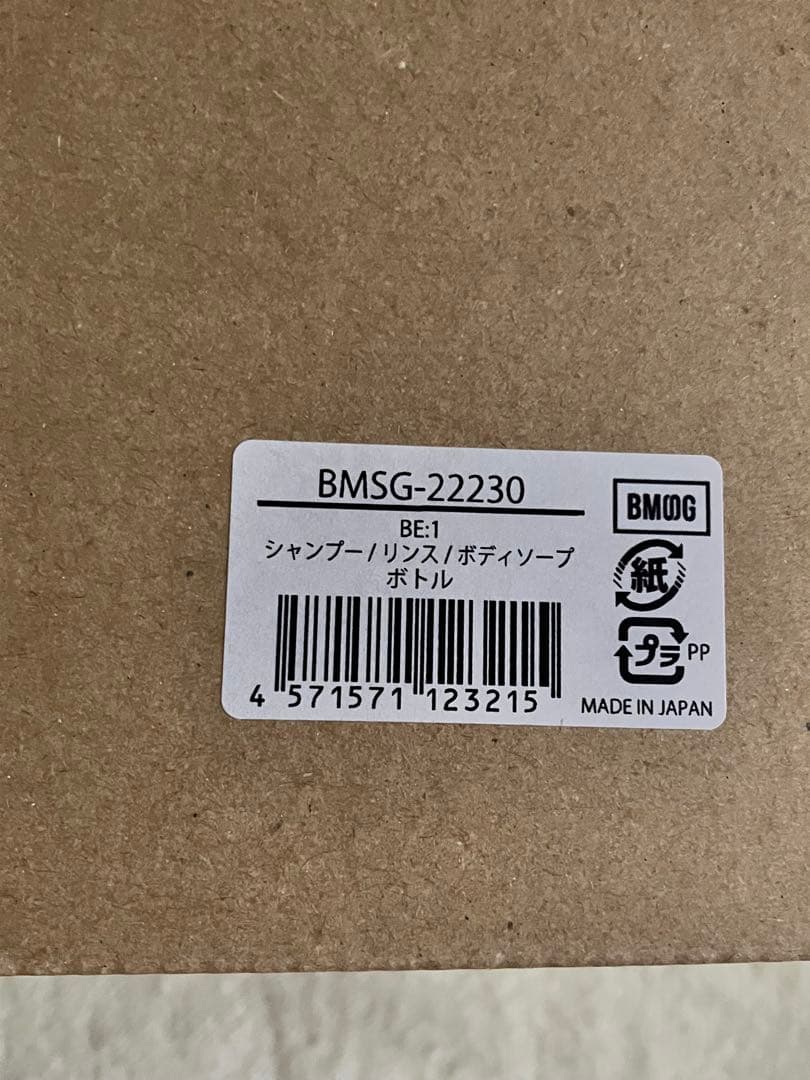 BMSG-22230
BE:1
シャンプー/リンス/ボディソープ
ボトル
4 571571 123215
BMSG
紙
プラ PP
MADE IN JAPAN